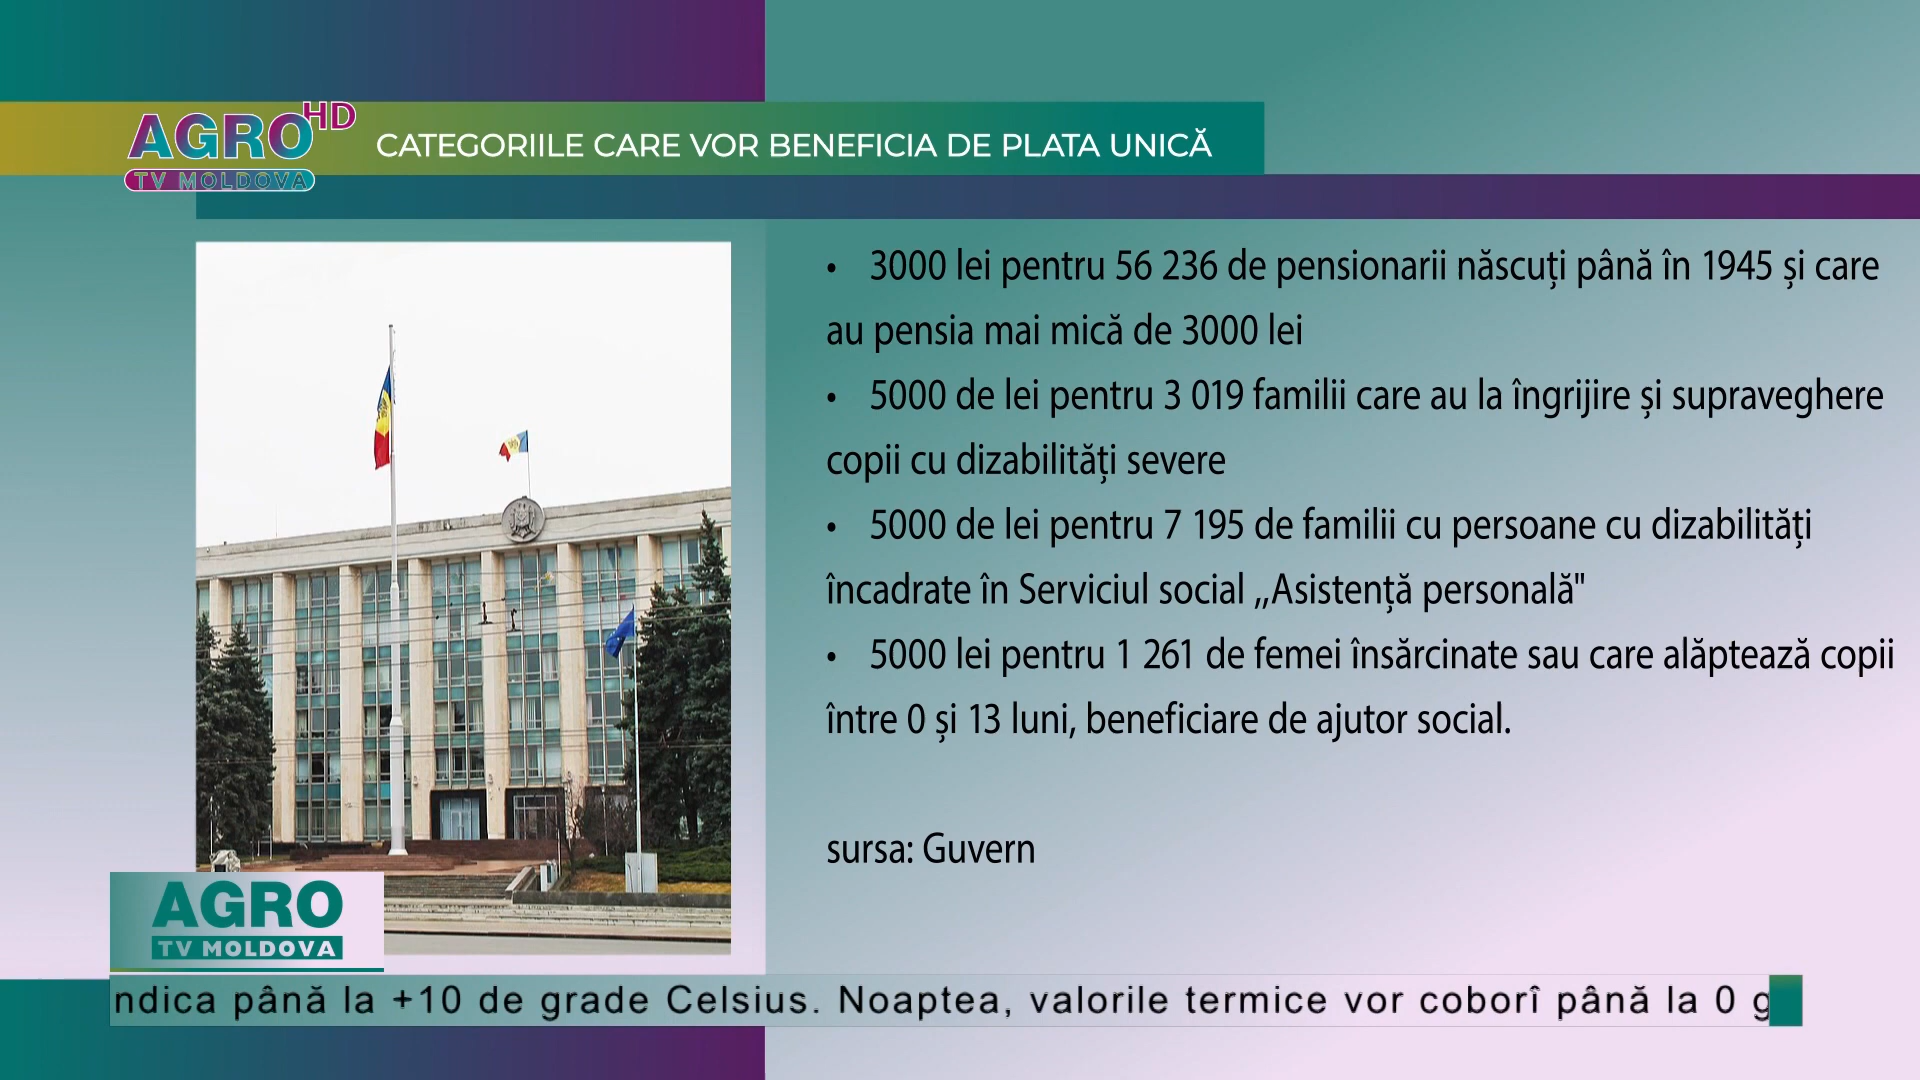 AGRO HD
TV MOLDOVA
CATEGORIILE CARE VOR BENEFICIA DE PLATA UNICĂ
• 3000 lei pentru 56 236 de pensionarii născuți până în 1945 și care
au pensia mai mică de 3000 lei
• 5000 de lei pentru 3 019 familii care au la îngrijire și supraveghere
copii cu dizabilități severe
• 5000 de lei pentru 7 195 de familii cu persoane cu dizabilități
încadrate în Serviciul social ,,Asistență personală"
• 5000 lei pentru 1 261 de femei însărcinate sau care alăptează copii
între 0 și 13 luni, beneficiare de ajutor social.
sursa: Guvern
AGRO
TV MOLDOVA
ndica până la +10 de grade Celsius. Noaptea, valorile termice vor coborî până la 0 g